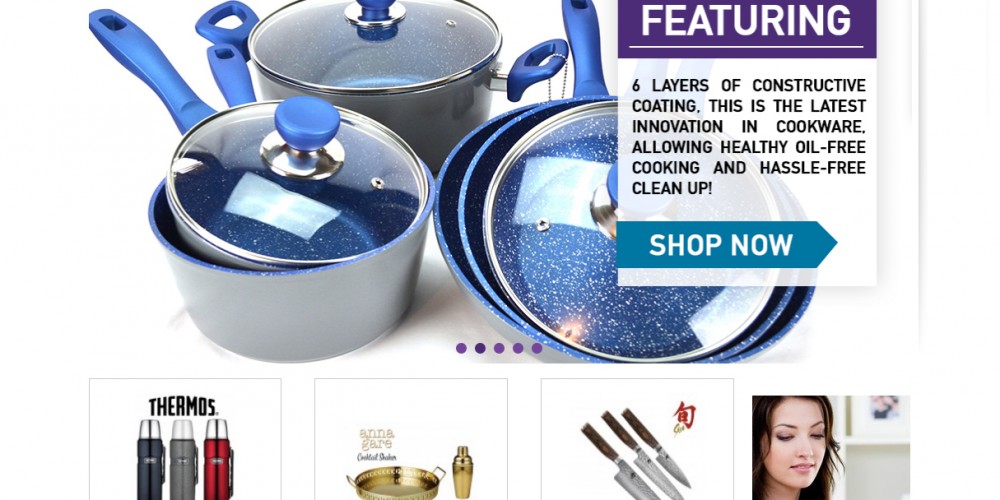 FEATURING
6 LAYERS OF CONSTRUCTIVE
COATING, THIS IS THE LATEST
INNOVATION IN COOKWARE,
ALLOWING HEALTHY OIL-FREE
COOKING AND HASSLE-FREE
CLEAN UP!
SHOP NOW
THERMOS
anna
gare
Cocktail Shaker
旬